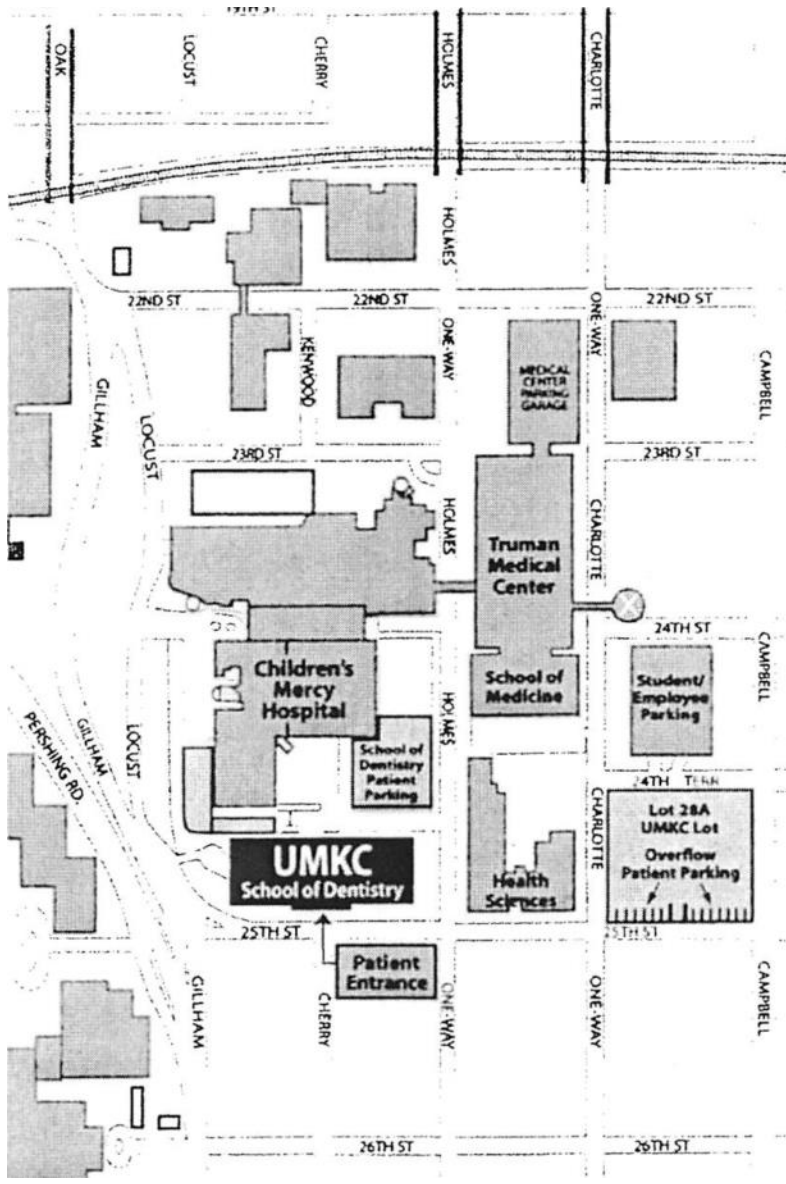 19TH ST
OAK
LOCUST
CHERRY
HOLMES
CHARLOTTE
HOLMES
22ND ST
22ND ST
ONE-WAY
22ND ST
GILLHAM
LOCUST
KENWOOD
ONE-WAY
MEDICAL
CENTER
PARKING
GARAGE
CAMPBELL
23RD ST
23RD ST
HOLMES
CHARLOTTE
Truman
Medical
Center
24TH ST
Children's
Mercy
Hospital
School of
Medicine
Student/
Employee
Parking
CAMPBELL
PERSHING RD.
GILLHAM
LOCUST
HOLMES
School of
Dentistry
Patient
Parking
24TH TERR
CHARLOTTE
Lot 28A
UMKC Lot
Overflow
Patient Parking
UMKC
School of Dentistry
Health
Sciences
25TH ST
25TH ST
Patient
Entrance
GILLHAM
CHERRY
ONE-WAY
ONE-WAY
CAMPBELL
26TH ST
26TH ST